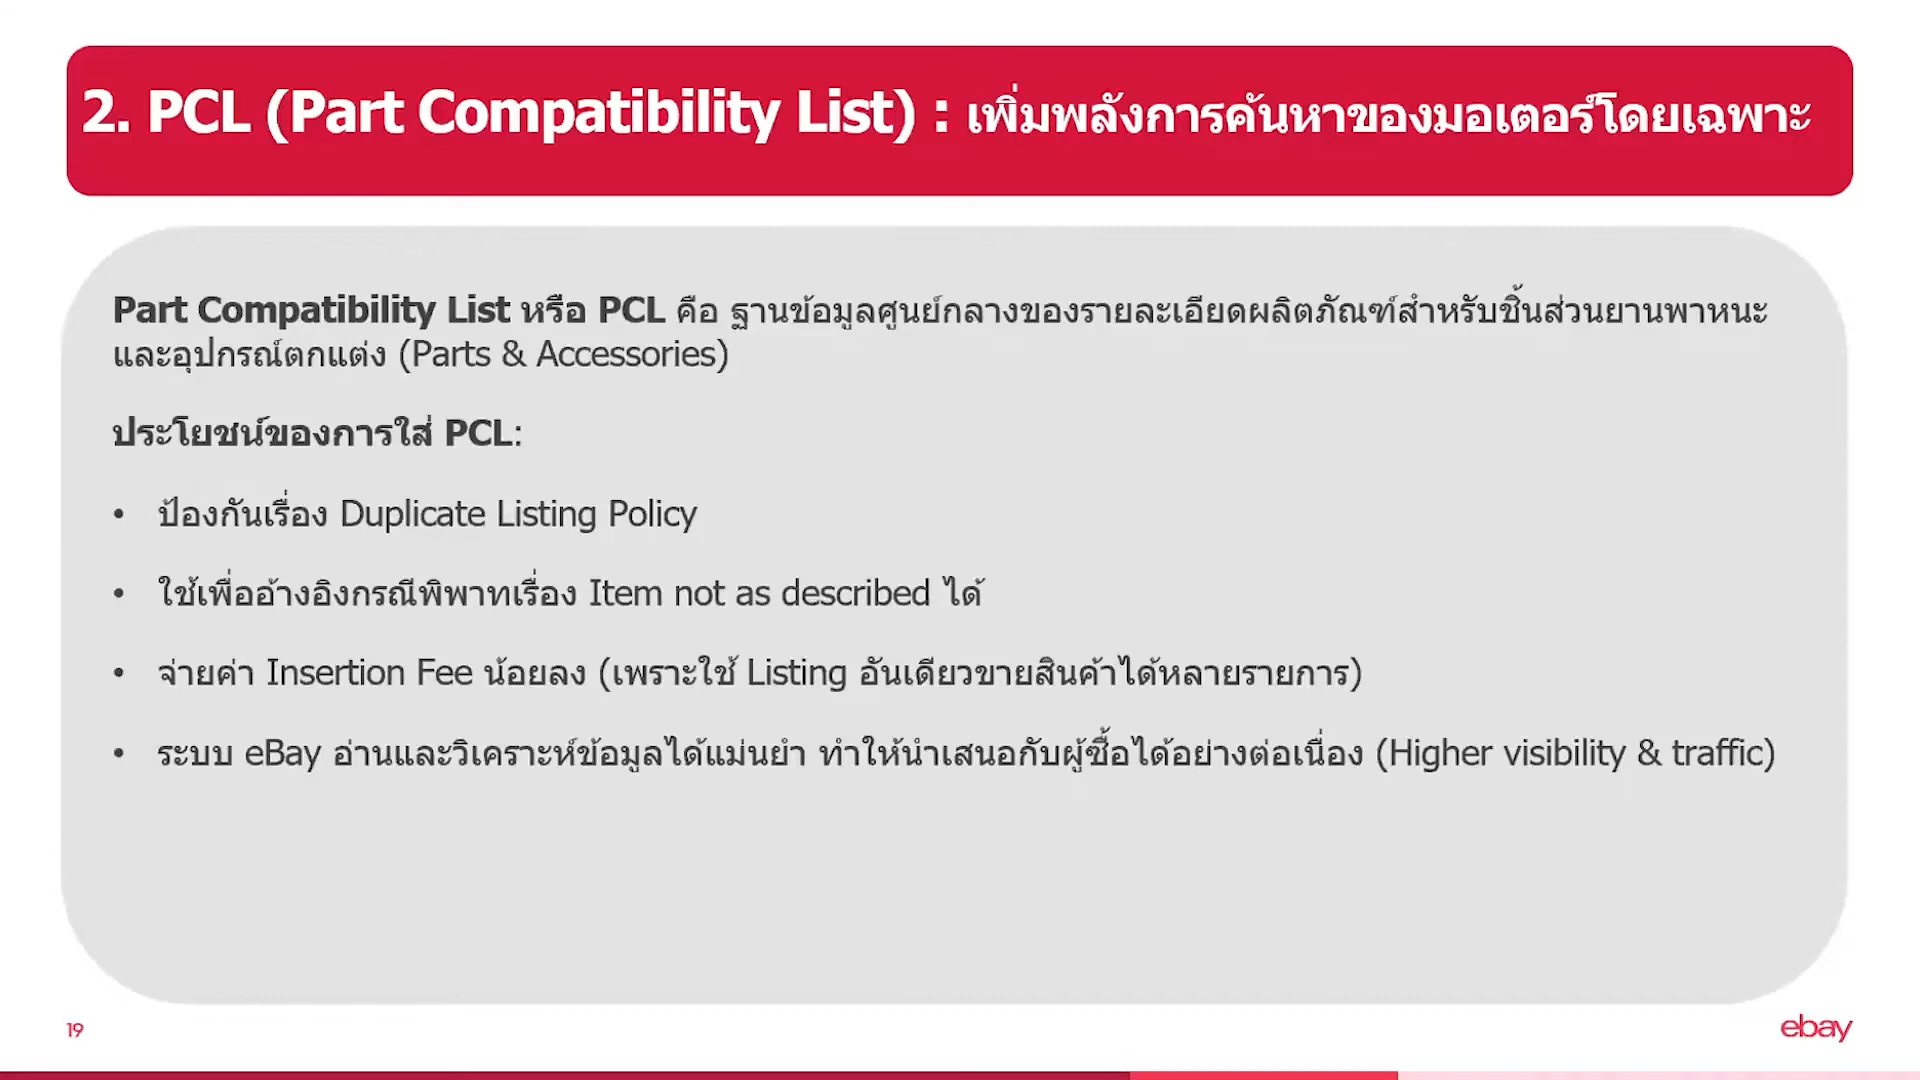 2. PCL (Part Compatibility List) : เพิ่มพลังการค้นหาของมอเตอร์โดยเฉพาะ
Part Compatibility List หรือ PCL คือ ฐานข้อมูลศูนย์กลางของรายละเอียดผลิตภัณฑ์สำหรับชิ้นส่วนยานพาหนะ
และอุปกรณ์ตกแต่ง (Parts & Accessories)
ประโยชน์ของการใส่ PCL:
• ป้องกันเรื่อง Duplicate Listing Policy
• ใช้เพื่ออ้างอิงกรณีพิพาทเรื่อง Item not as described ได้
• จ่ายค่า Insertion Fee น้อยลง (เพราะใช้ Listing อันเดียวขายสินค้าได้หลายรายการ)
• ระบบ eBay อ่านและวิเคราะห์ข้อมูลได้แม่นยำ ทำให้นำเสนอกับผู้ซื้อได้อย่างต่อเนื่อง (Higher visibility & traffic)
19
ebay